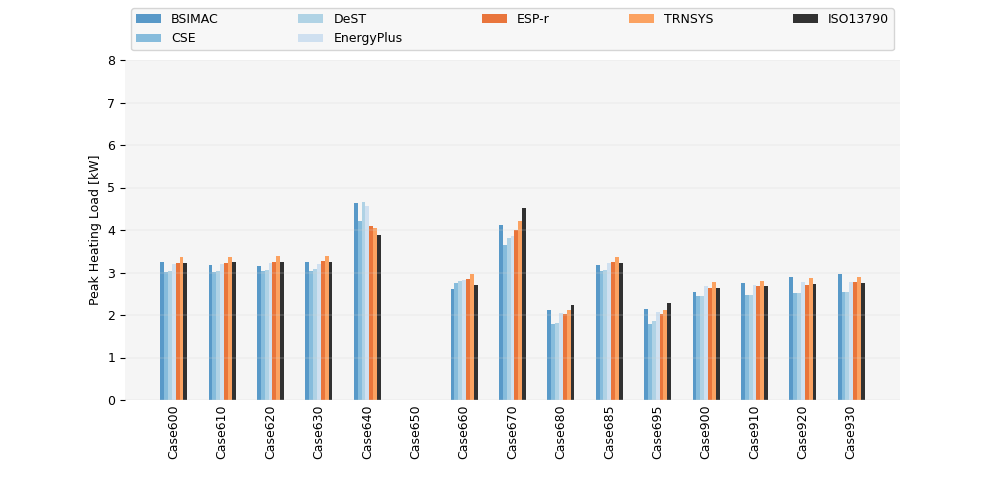 BSIMAC DeST ESP-r TRNSYS ISO13790
CSE EnergyPlus
Peak Heating Load [kW]
8
7
6
5
4
3
2
1
0
Case600
Case610
Case620
Case630
Case640
Case650
Case660
Case670
Case680
Case685
Case695
Case900
Case910
Case920
Case930